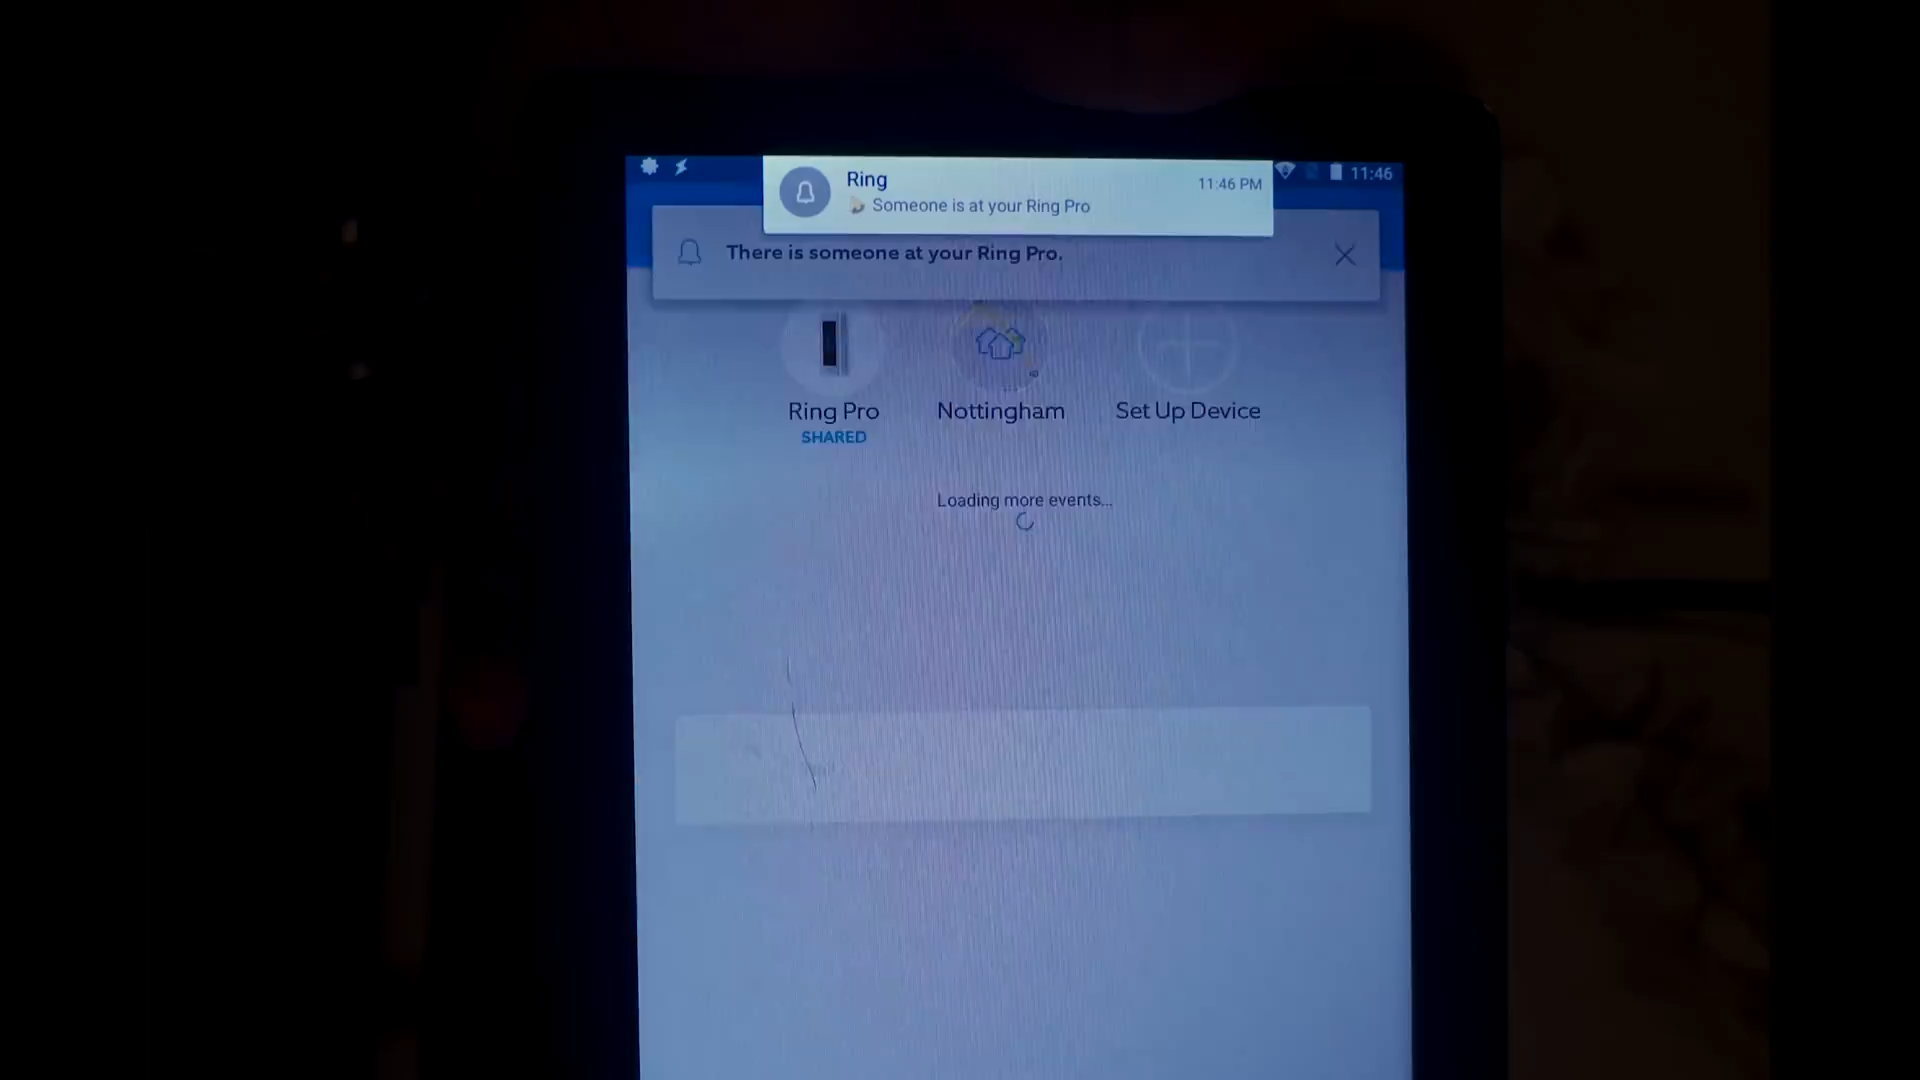 11:46
Ring
11:46 PM
Someone is at your Ring Pro
There is someone at your Ring Pro.
Ring Pro
SHARED
Nottingham
Set Up Device
Loading more events...